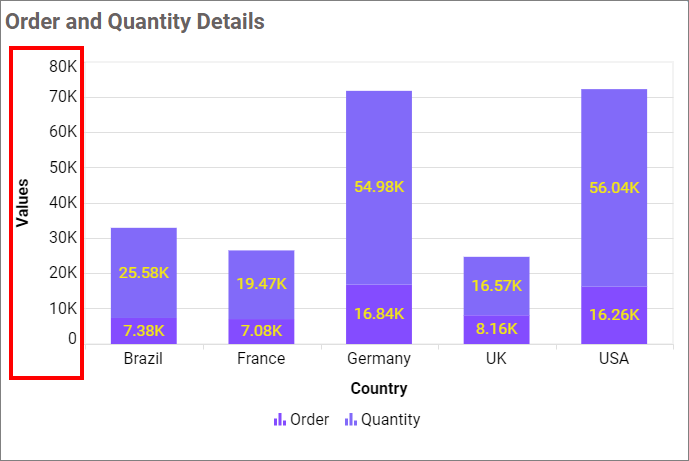 Order and Quantity Details
80K
70K
60K
50K
40K
30K
20K
10K
0
Values
54.98K
56.04K
25.58K
19.47K
16.57K
16.84K
16.26K
7.38K
7.08K
8.16K
Brazil France Germany UK USA
Country
Order Quantity